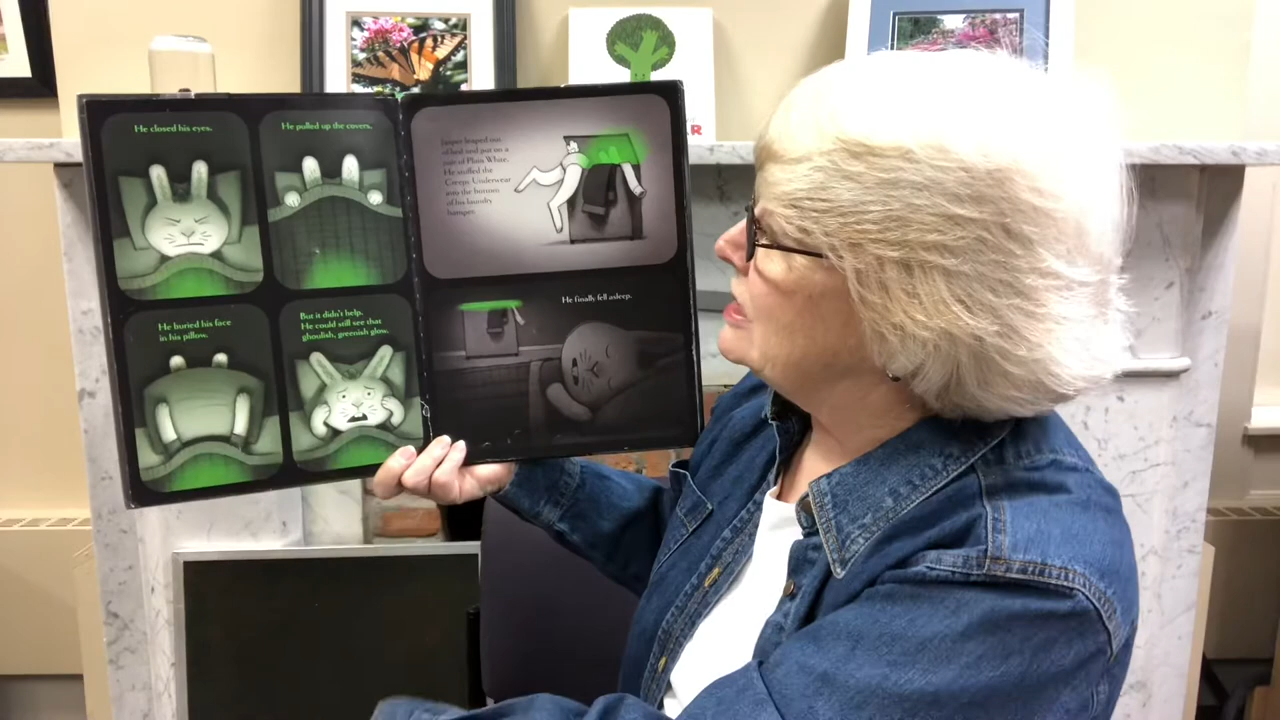 He closed his eyes.
He pulled up the covers.
He buried his face
in his pillow.
But it didn't help.
He could still see that
ghoulish, greenish glow.
Jasper leaped out
of bed and put on a
pair of Plain White.
He stuffed the
Creepy Underwear
into the bottom
of his laundry
hamper.
He finally fell asleep.